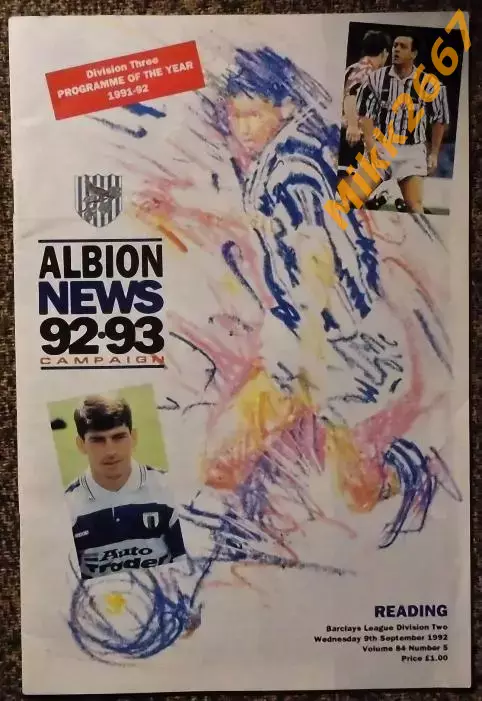 Division Three
PROGRAMME OF THE YEAR
1991-92
ALBION
NEWS
92·93
CAMPAIGN
Auto
Trader
READING
Barclays League Division Two
Wednesday 9th September 1992
Volume 84 Number 5
Price £1.00
Mikk2667